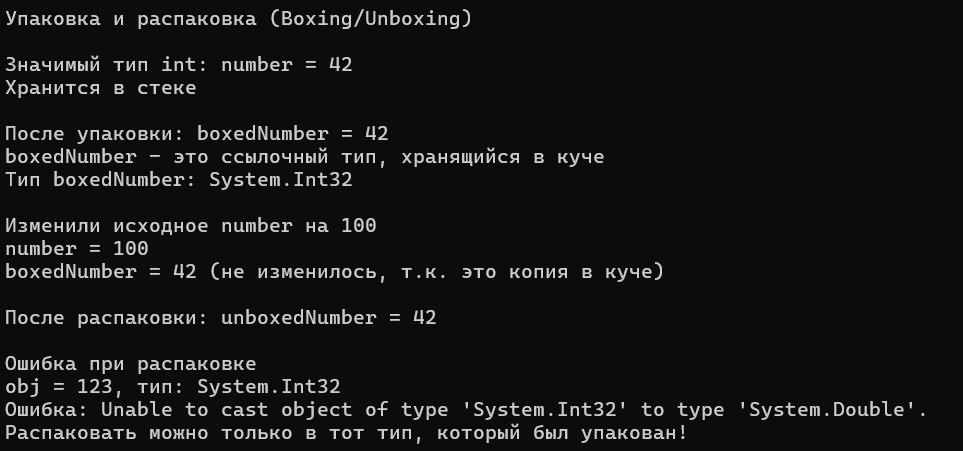 Упаковка и распаковка (Boxing/Unboxing)
Значимый тип int: number = 42
Хранится в стеке
После упаковки: boxedNumber = 42
boxedNumber - это ссылочный тип, хранящийся в куче
Тип boxedNumber: System.Int32
Изменили исходное number на 100
number = 100
boxedNumber = 42 (не изменилось, т.к. это копия в куче)
После распаковки: unboxedNumber = 42
Ошибка при распаковке
obj = 123, тип: System.Int32
Ошибка: Unable to cast object of type 'System.Int32' to type 'System.Double'.
Распаковать можно только в тот тип, который был упакован!